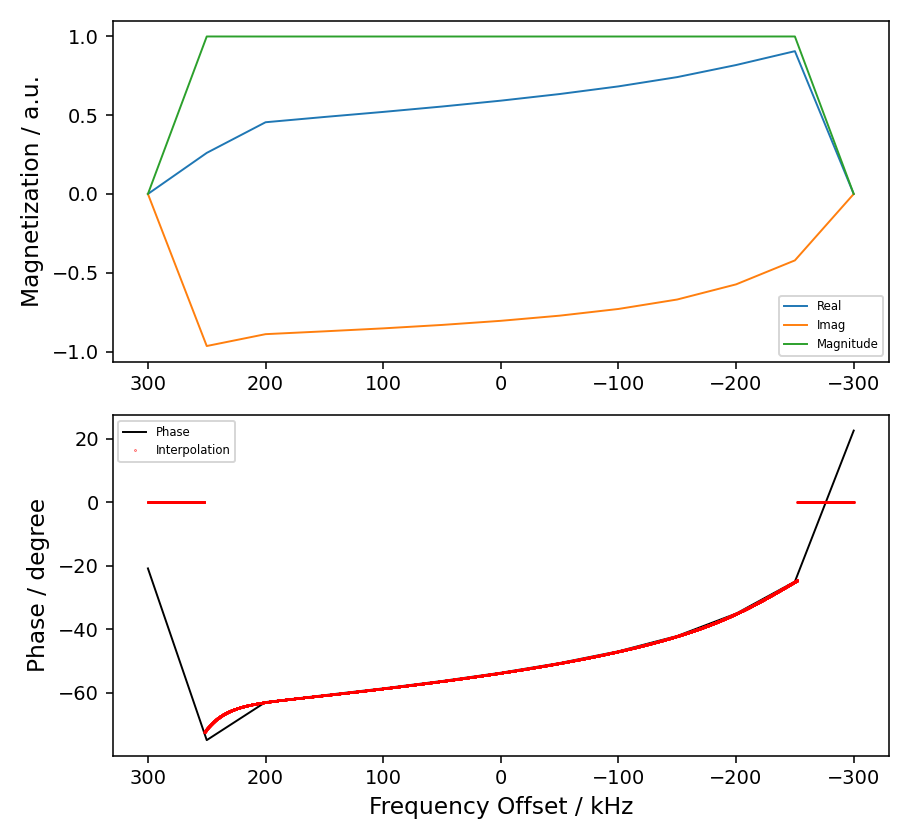 Magnetization / a.u.
1.0
0.5
0.0
−0.5
−1.0
Real
Imag
Magnitude
300 200 100 0 −100 −200 −300
Phase / degree
20
0
−20
−40
−60
Phase
Interpolation
300 200 100 0 −100 −200 −300
Frequency Offset / kHz